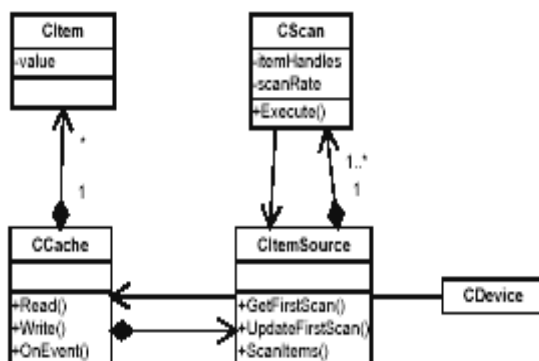 CItem
-value
CScan
-itemHandles
-scanRate
+Execute()
*
1
1..*
1
CCache
+Read()
+Write()
+OnEvent()
CItemSource
+GetFirstScan()
+UpdateFirstScan()
+ScanItems()
CDevice